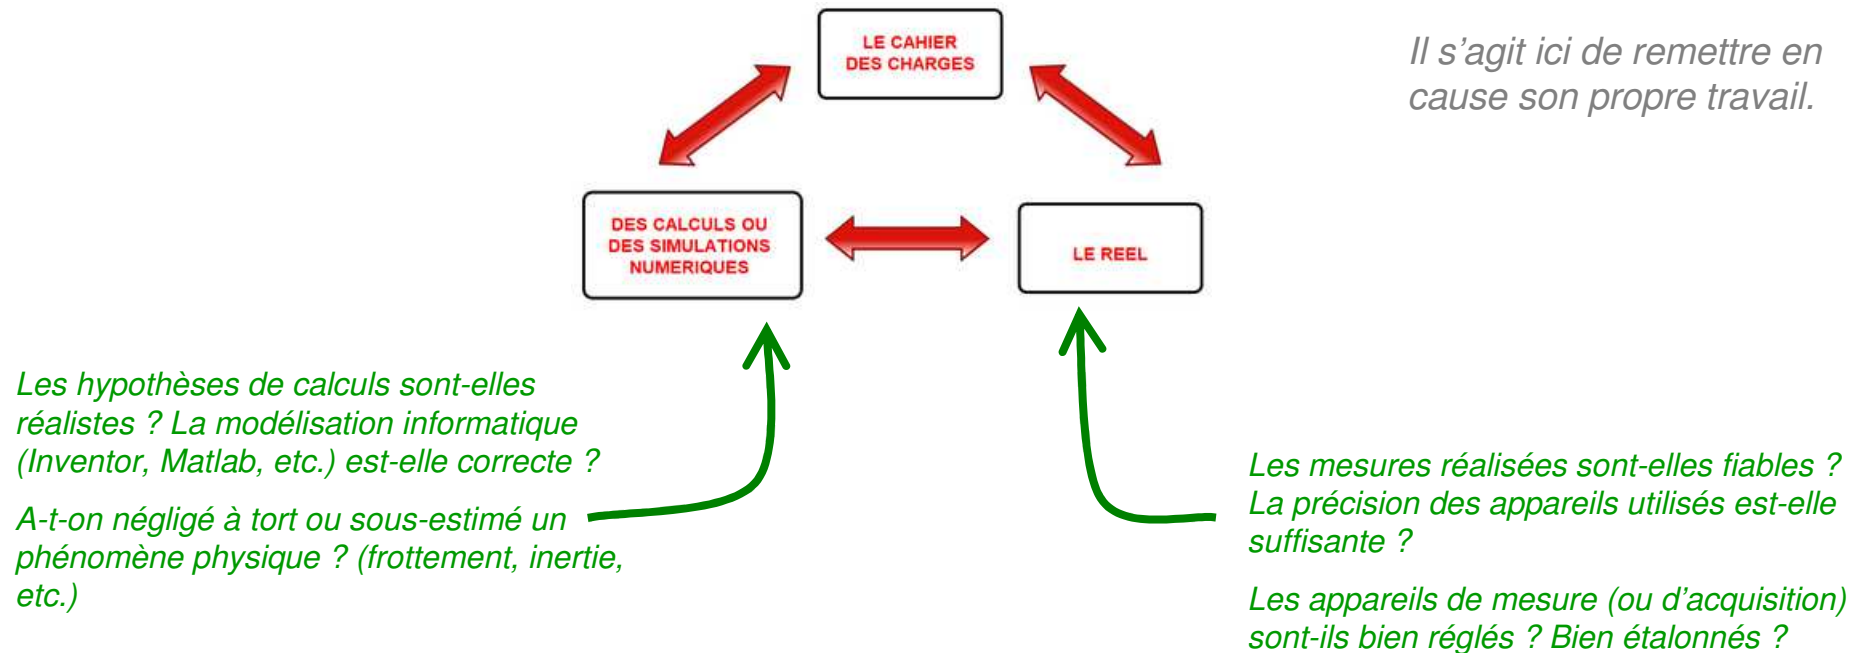 LE CAHIER
DES CHARGES
Il s’agit ici de remettre en
cause son propre travail.
DES CALCULS OU
DES SIMULATIONS
NUMERIQUES
LE REEL
Les hypothèses de calculs sont-elles
réalistes ? La modélisation informatique
(Inventor, Matlab, etc.) est-elle correcte ?
A-t-on négligé à tort ou sous-estimé un
phénomène physique ? (frottement, inertie,
etc.)
Les mesures réalisées sont-elles fiables ?
La précision des appareils utilisés est-elle
suffisante ?
Les appareils de mesure (ou d’acquisition)
sont-ils bien réglés ? Bien étalonnés ?